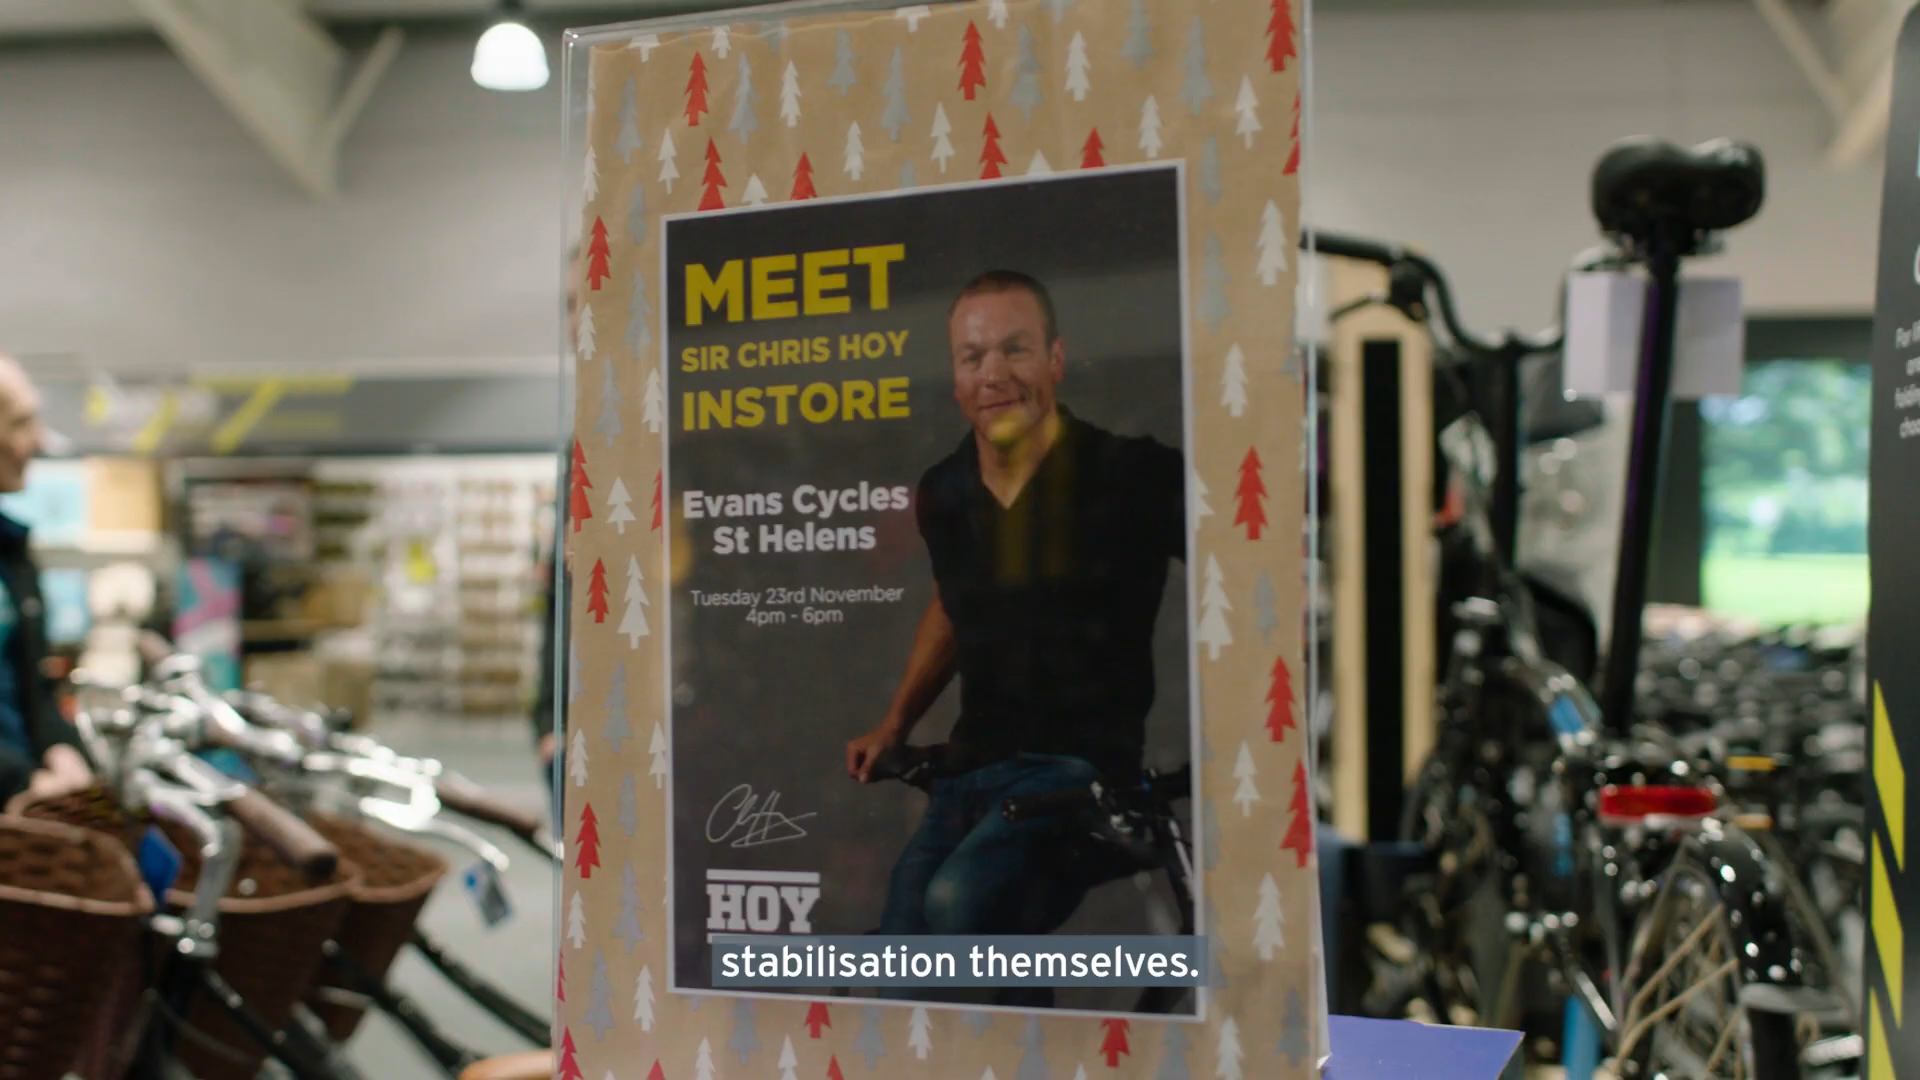 MEET
SIR CHRIS HOY
INSTORE
Evans Cycles
St Helens
Tuesday 23rd November
4pm - 6pm
HOY
stabilisation themselves.